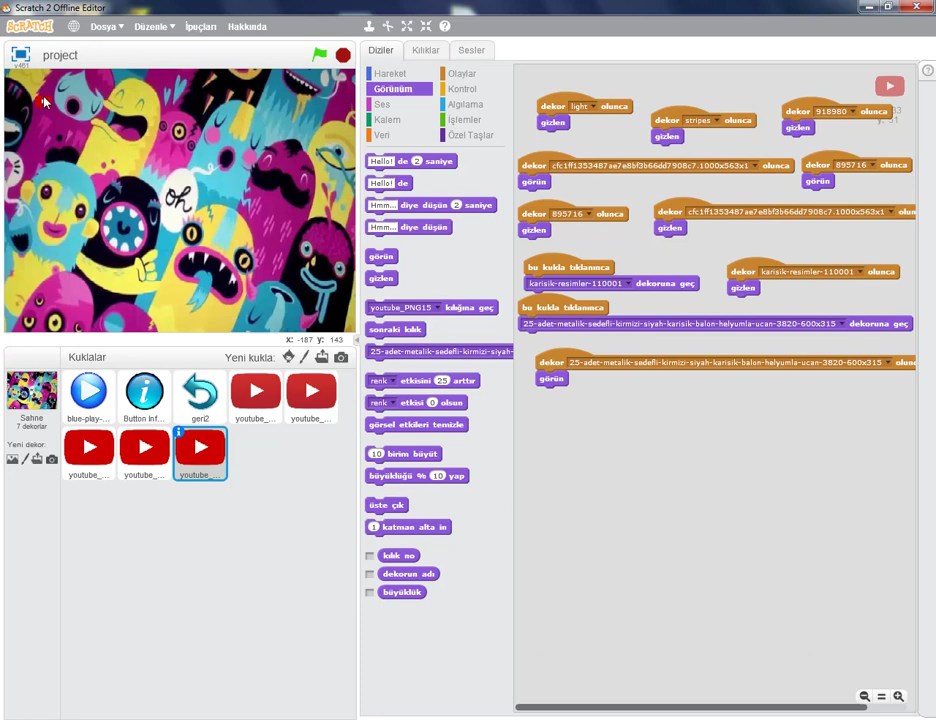 Scratch 2 Offline Editor
SCRATCH Dosya Düzenle İpuçları Hakkında
v461 project
oh
x: -187 y: 143
Kuklalar Yeni kukla:
Sahne
7 dekorlar
Yeni dekor:
blue-play-... Button Inf... geri2 youtube_... youtube_...
youtube_... youtube_... youtube_...
Diziler Kılıklar Sesler
Hareket Olaylar
Görünüm Kontrol
Ses Algılama
Kalem İşlemler
Veri Özel Taşlar
Hello! de 2 saniye
Hello! de
Hmm... diye düşün 2 saniye
Hmm... diye düşün
görün
gizlen
youtube_PNG15 kılığına geç
sonraki kılık
25-adet-metalik-sedefli-kirmizi-s
renk etkisini 25 arttır
renk etkisi 0 olsun
görsel etkileri temizle
10 birim büyüt
büyüklüğü % 10 yap
üste çık
1 katman alta in
kılık no
dekorun adı
büyüklük
dekor light olunca
gizlen
dekor stripes olunca
gizlen
dekor 918980 olunca
gizlen
dekor cfc1ff1353487ae7e8bf3b66dd7908c7.1000x563x1 olunca
görün
dekor 895716 olunca
görün
dekor 895716 olunca
gizlen
dekor cfc1ff1353487ae7e8bf3b66dd7908c7.1000x563x1 olun
gizlen
bu kukla tıklanınca
karisik-resimler-110001 dekoruna geç
dekor karisik-resimler-110001 olunca
gizlen
bu kukla tıklanınca
25-adet-metalik-sedefli-kirmizi-siyah-karisik-balon-helyumla-ucan-3820-600x315 dekoruna geç
dekor 25-adet-metalik-sedefli-kirmizi-siyah-karisik-balon-helyumla-ucan-3820-600x315 olun
görün